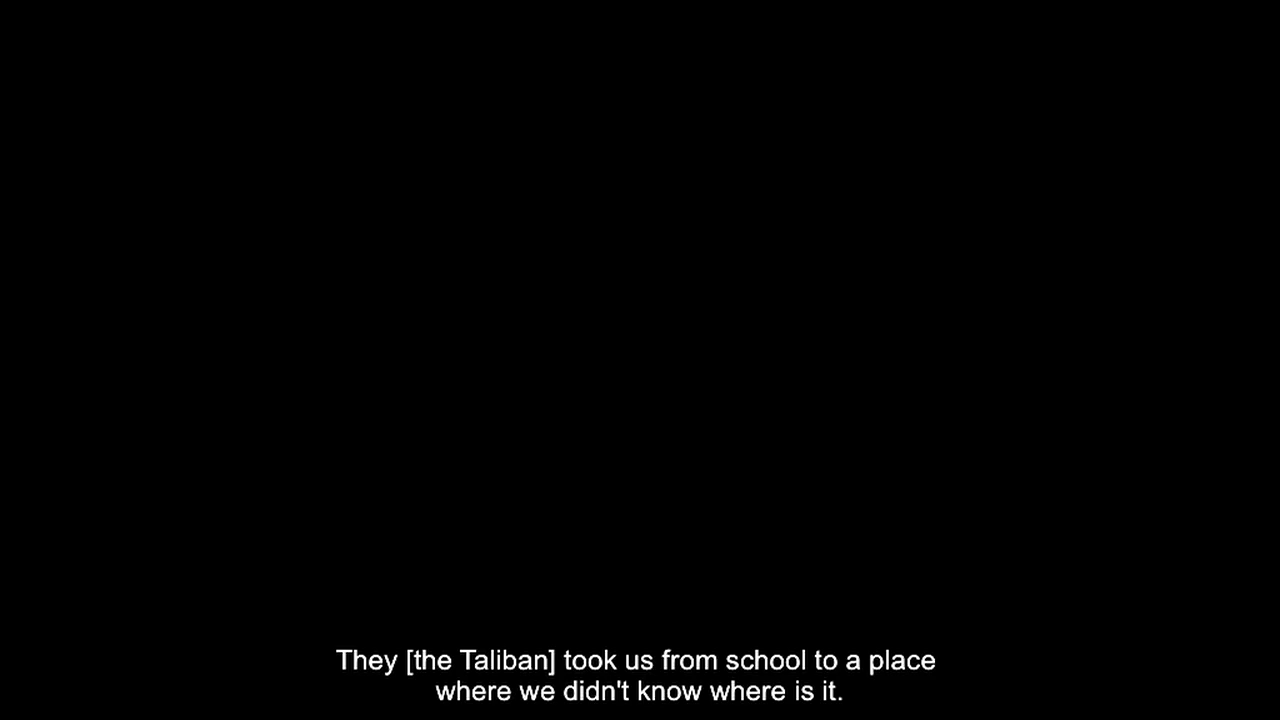 They [the Taliban] took us from school to a place
where we didn't know where is it.